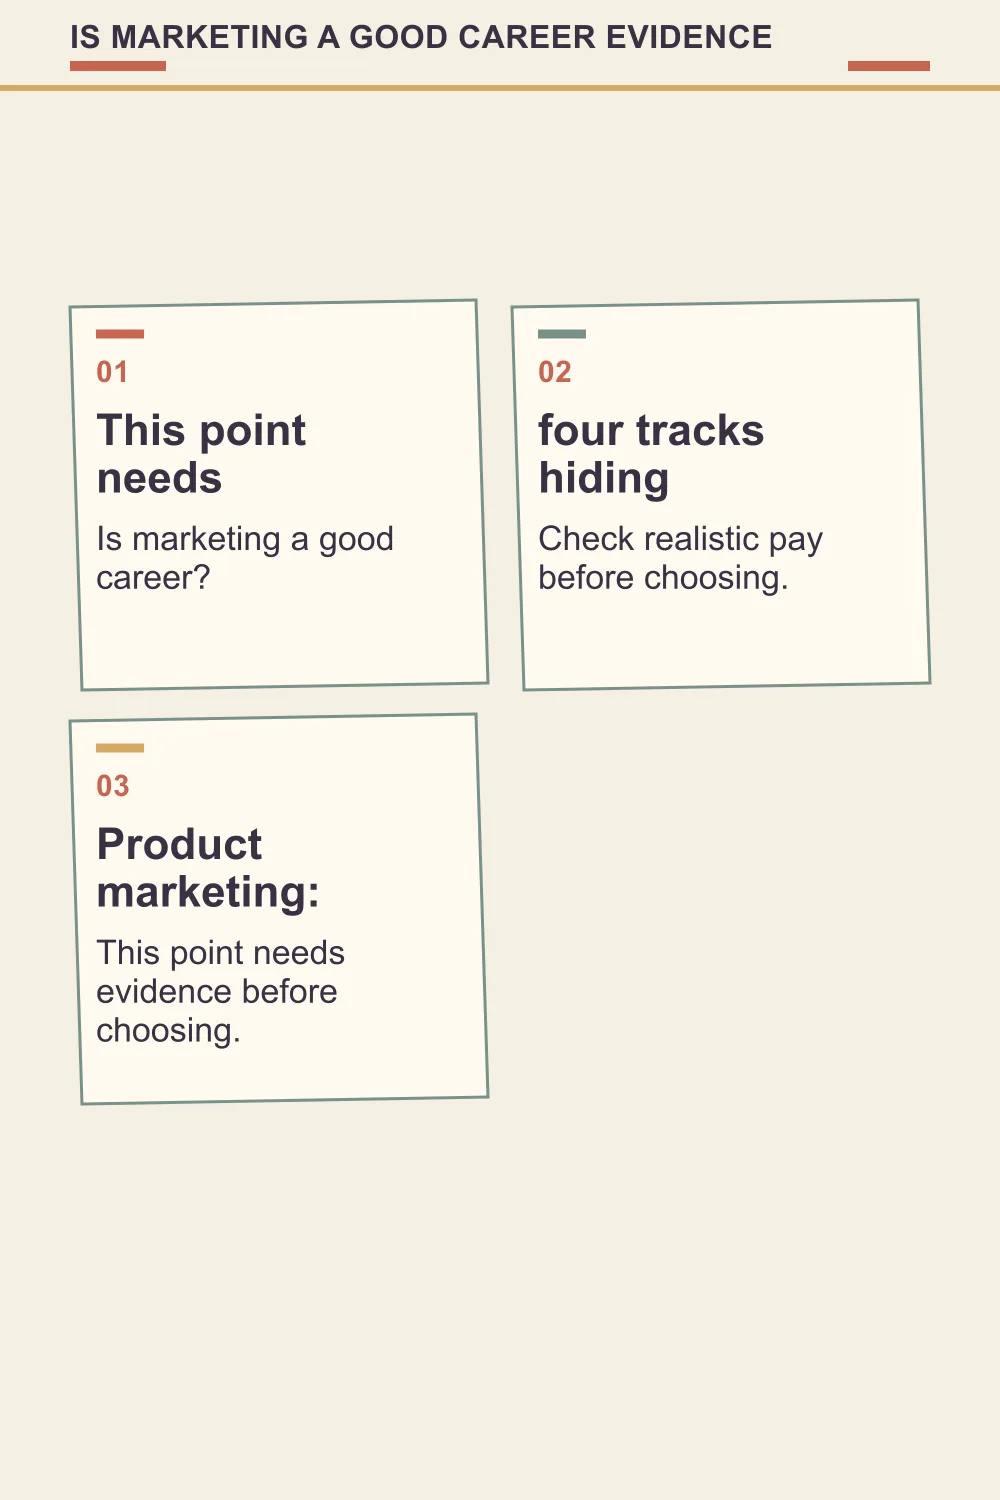 IS MARKETING A GOOD CAREER EVIDENCE
01
This point
needs
Is marketing a good
career?
02
four tracks
hiding
Check realistic pay
before choosing.
03
Product
marketing:
This point needs
evidence before
choosing.